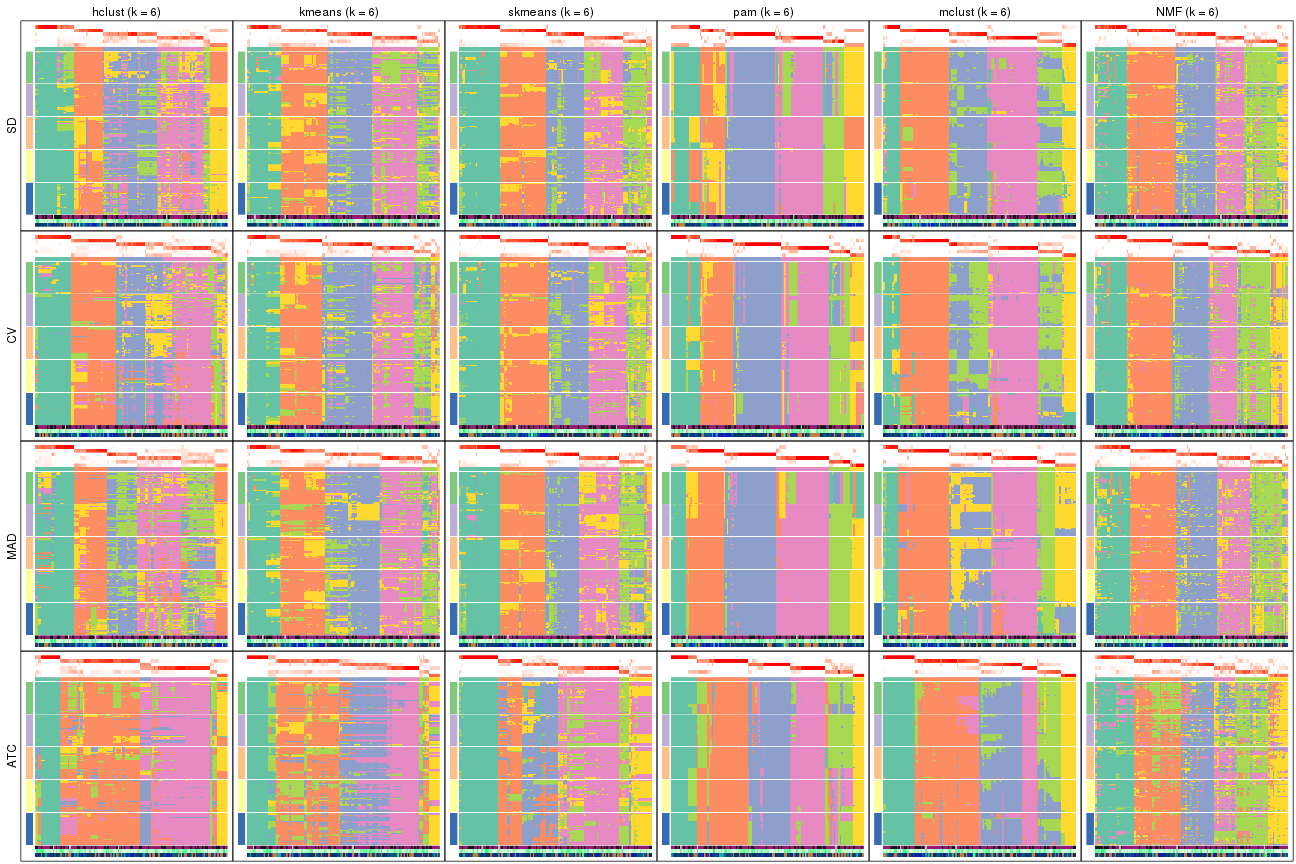 hclust (k = 6) kmeans (k = 6) skmeans (k = 6) pam (k = 6) mclust (k = 6) NMF (k = 6)
SD
CV
MAD
ATC